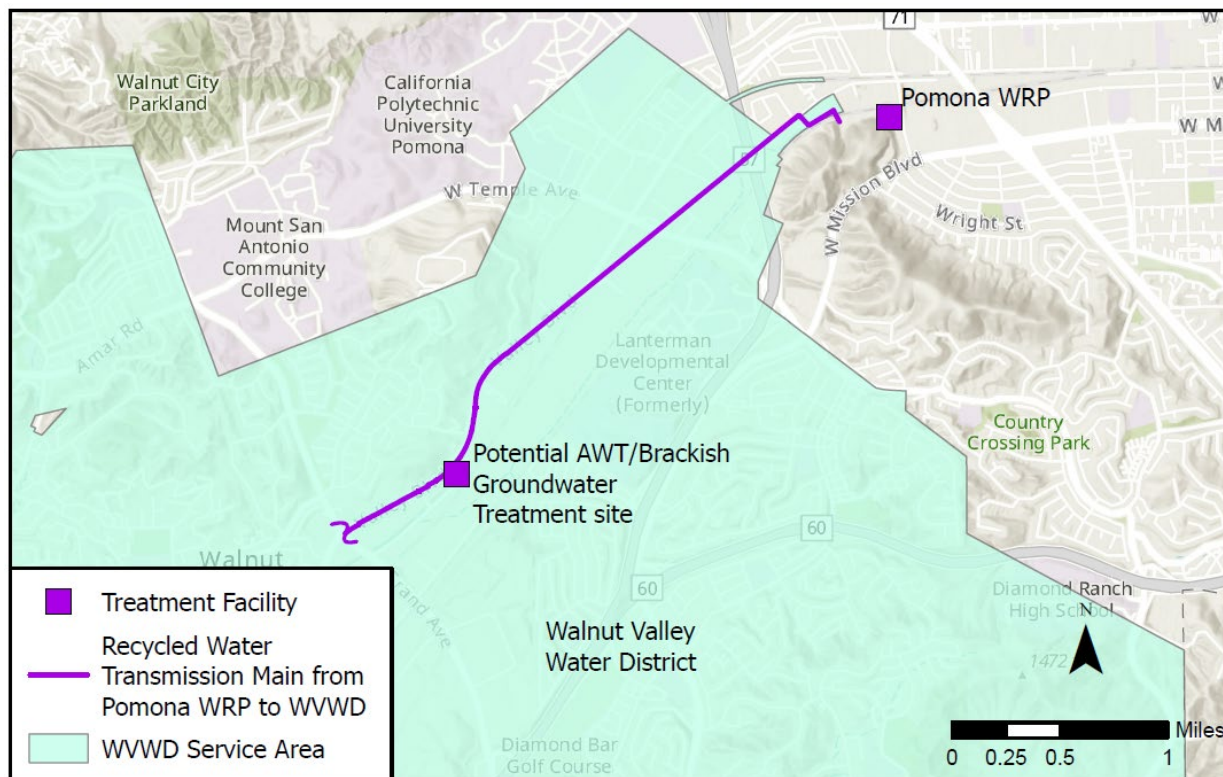 71
Walnut City
Parkland
California
Polytechnic
University
Pomona
Pomona WRP
W Temple Ave
57
W Mission Blvd
Wright St
Mount San
Antonio
Community
College
Amar Rd
Lanterman
Developmental
Center
(Formerly)
Country
Crossing Park
Potential AWT/Brackish
Groundwater
Treatment site
60
Walnut
Grand Ave
60
Diamond Ranch
High School
N
1472
Walnut Valley
Water District
Diamond Bar
Golf Course
Treatment Facility
Recycled Water
Transmission Main from
Pomona WRP to WVWD
WVWD Service Area
Miles
0 0.25 0.5 1